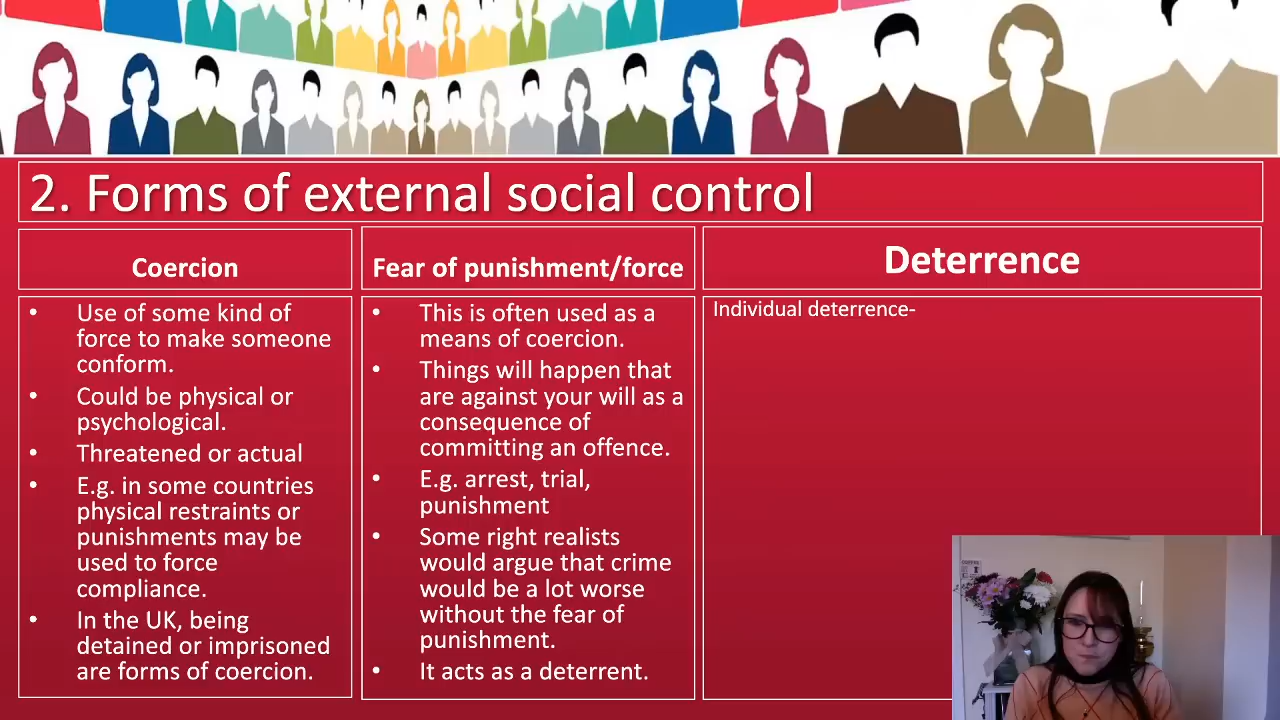 2. Forms of external social control
Coercion
• Use of some kind of
force to make someone
conform.
• Could be physical or
psychological.
• Threatened or actual
• E.g. in some countries
physical restraints or
punishments may be
used to force
compliance.
• In the UK, being
detained or imprisoned
are forms of coercion.
Fear of punishment/force
• This is often used as a
means of coercion.
• Things will happen that
are against your will as a
consequence of
committing an offence.
• E.g. arrest, trial,
punishment
• Some right realists
would argue that crime
would be a lot worse
without the fear of
punishment.
• It acts as a deterrent.
Deterrence
Individual deterrence-